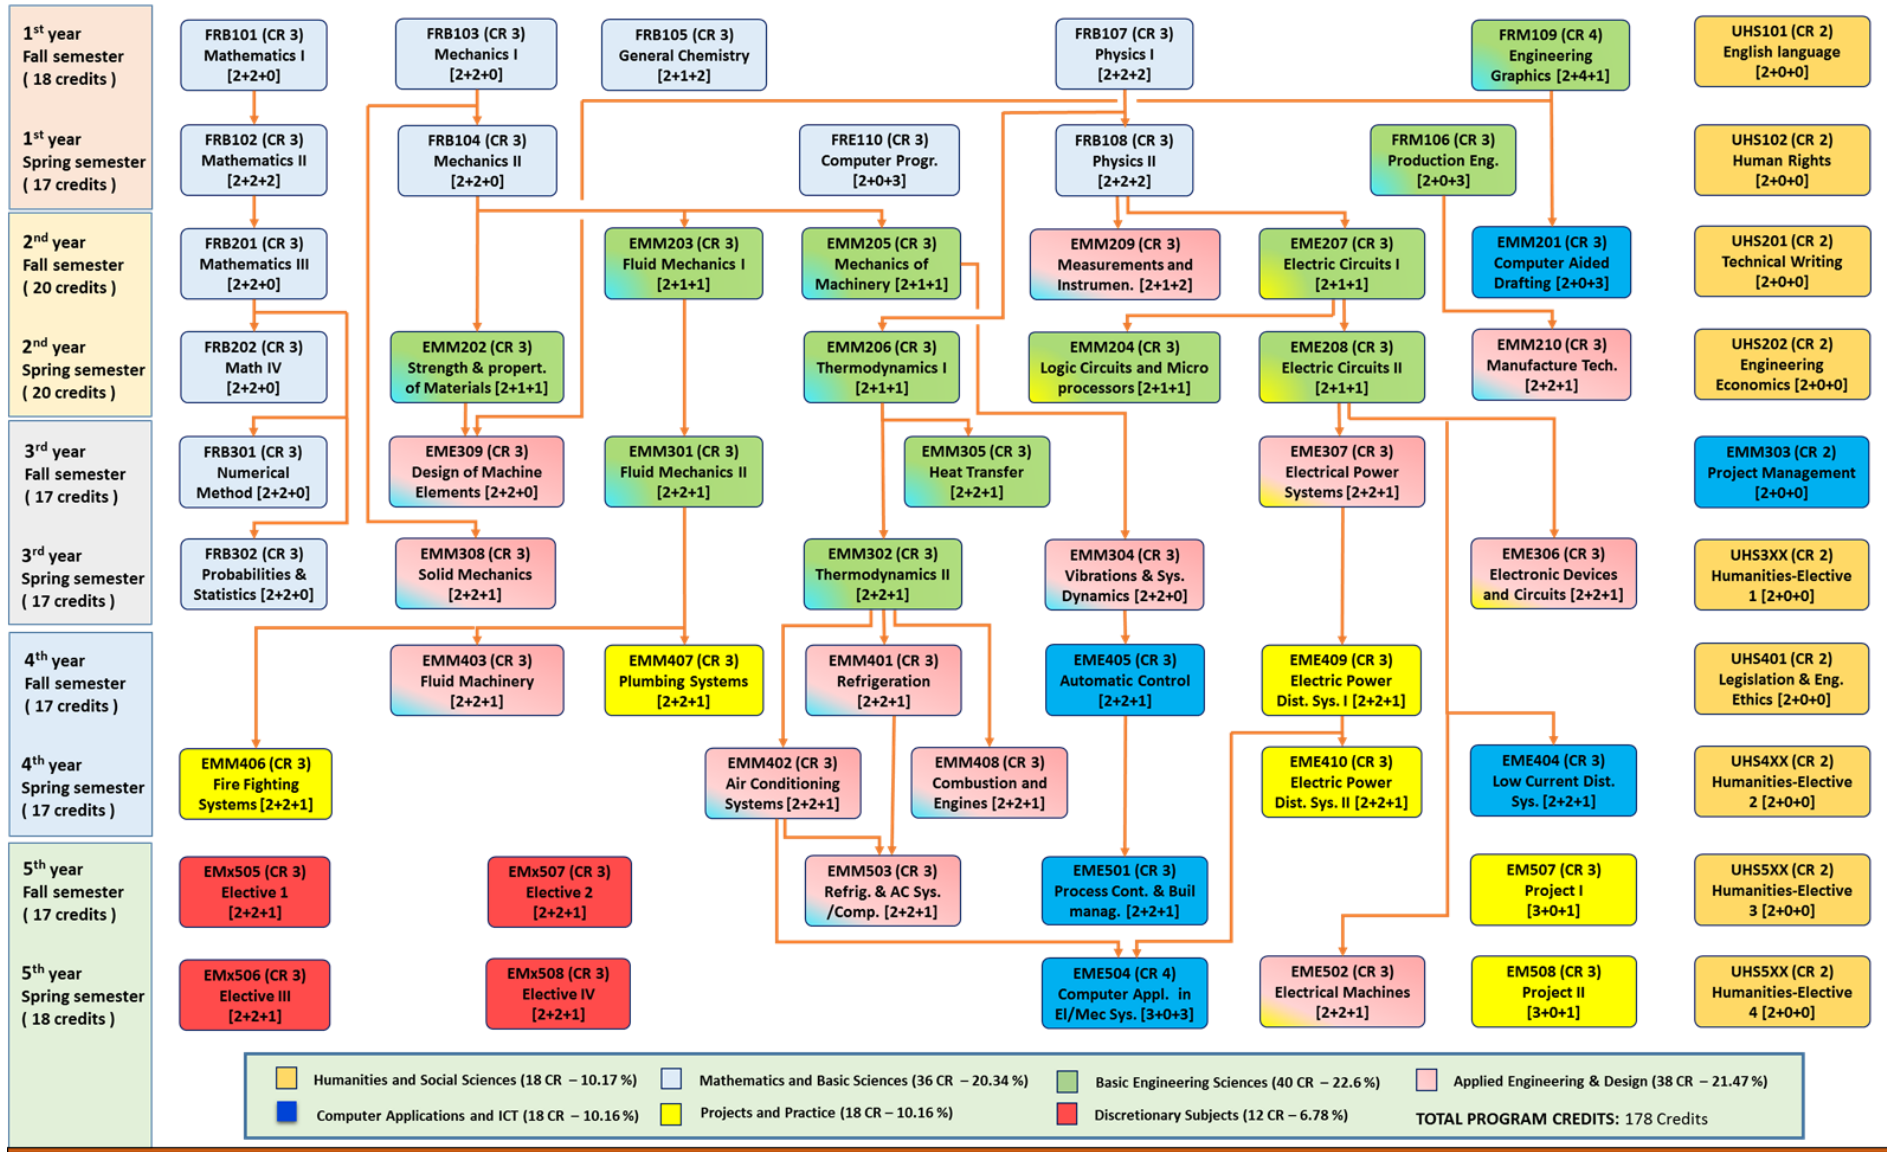 1st year
Fall semester
( 18 credits )
FRB101 (CR 3)
Mathematics I
[2+2+0]
FRB103 (CR 3)
Mechanics I
[2+2+0]
FRB105 (CR 3)
General Chemistry
[2+1+2]
FRB107 (CR 3)
Physics I
[2+2+2]
FRM109 (CR 4)
Engineering
Graphics [2+4+1]
UHS101 (CR 2)
English language
[2+0+0]
1st year
Spring semester
( 17 credits )
FRB102 (CR 3)
Mathematics II
[2+2+2]
FRB104 (CR 3)
Mechanics II
[2+2+0]
FRE110 (CR 3)
Computer Progr.
[2+0+3]
FRB108 (CR 3)
Physics II
[2+2+2]
FRM106 (CR 3)
Production Eng.
[2+0+3]
UHS102 (CR 2)
Human Rights
[2+0+0]
2nd year
Fall semester
( 20 credits )
FRB201 (CR 3)
Mathematics III
[2+2+0]
EMM203 (CR 3)
Fluid Mechanics I
[2+1+1]
EMM205 (CR 3)
Mechanics of
Machinery [2+1+1]
EMM209 (CR 3)
Measurements and
Instrumen. [2+1+2]
EME207 (CR 3)
Electric Circuits I
[2+1+1]
EMM201 (CR 3)
Computer Aided
Drafting [2+0+3]
UHS201 (CR 2)
Technical Writing
[2+0+0]
2nd year
Spring semester
( 20 credits )
FRB202 (CR 3)
Math IV
[2+2+0]
EMM202 (CR 3)
Strength & propert.
of Materials [2+1+1]
EMM206 (CR 3)
Thermodynamics I
[2+1+1]
EMM204 (CR 3)
Logic Circuits and Micro
processors [2+1+1]
EME208 (CR 3)
Electric Circuits II
[2+1+1]
EMM210 (CR 3)
Manufacture Tech.
[2+2+1]
UHS202 (CR 2)
Engineering
Economics [2+0+0]
3rd year
Fall semester
( 17 credits )
FRB301 (CR 3)
Numerical
Method [2+2+0]
EME309 (CR 3)
Design of Machine
Elements [2+2+0]
EMM301 (CR 3)
Fluid Mechanics II
[2+2+1]
EMM305 (CR 3)
Heat Transfer
[2+2+1]
EME307 (CR 3)
Electrical Power
Systems [2+2+1]
EMM303 (CR 2)
Project Management
[2+0+0]
3rd year
Spring semester
( 17 credits )
FRB302 (CR 3)
Probabilities &
Statistics [2+2+0]
EMM308 (CR 3)
Solid Mechanics
[2+2+1]
EMM302 (CR 3)
Thermodynamics II
[2+2+1]
EMM304 (CR 3)
Vibrations & Sys.
Dynamics [2+2+0]
EME306 (CR 3)
Electronic Devices
and Circuits [2+2+1]
UHS3XX (CR 2)
Humanities-Elective
1 [2+0+0]
4th year
Fall semester
( 17 credits )
EMM403 (CR 3)
Fluid Machinery
[2+2+1]
EMM407 (CR 3)
Plumbing Systems
[2+2+1]
EMM401 (CR 3)
Refrigeration
[2+2+1]
EME405 (CR 3)
Automatic Control
[2+2+1]
EME409 (CR 3)
Electric Power
Dist. Sys. I [2+2+1]
UHS401 (CR 2)
Legislation & Eng.
Ethics [2+0+0]
4th year
Spring semester
( 17 credits )
EMM406 (CR 3)
Fire Fighting
Systems [2+2+1]
EMM402 (CR 3)
Air Conditioning
Systems [2+2+1]
EMM408 (CR 3)
Combustion and
Engines [2+2+1]
EME410 (CR 3)
Electric Power
Dist. Sys. II [2+2+1]
EME404 (CR 3)
Low Current Dist.
Sys. [2+2+1]
UHS4XX (CR 2)
Humanities-Elective
2 [2+0+0]
5th year
Fall semester
( 17 credits )
EMx505 (CR 3)
Elective 1
[2+2+1]
EMx507 (CR 3)
Elective 2
[2+2+1]
EMM503 (CR 3)
Refrig. & AC Sys.
/Comp. [2+2+1]
EME501 (CR 3)
Process Cont. & Buil
manag. [2+2+1]
EM507 (CR 3)
Project I
[3+0+1]
UHS5XX (CR 2)
Humanities-Elective
3 [2+0+0]
5th year
Spring semester
( 18 credits )
EMx506 (CR 3)
Elective III
[2+2+1]
EMx508 (CR 3)
Elective IV
[2+2+1]
EME504 (CR 4)
Computer Appl. in
El/Mec Sys. [3+0+3]
EME502 (CR 3)
Electrical Machines
[2+2+1]
EM508 (CR 3)
Project II
[3+0+1]
UHS5XX (CR 2)
Humanities-Elective
4 [2+0+0]
Humanities and Social Sciences (18 CR – 10.17 %)
Mathematics and Basic Sciences (36 CR – 20.34 %)
Basic Engineering Sciences (40 CR – 22.6 %)
Applied Engineering & Design (38 CR – 21.47 %)
Computer Applications and ICT (18 CR – 10.16 %)
Projects and Practice (18 CR – 10.16 %)
Discretionary Subjects (12 CR – 6.78 %)
TOTAL PROGRAM CREDITS: 178 Credits